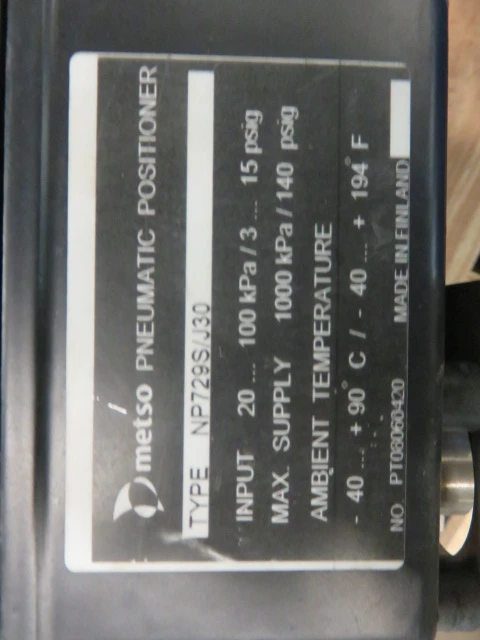 metso PNEUMATIC POSITIONER
TYPE NP729S/J30
INPUT 20 ... 100 kPa / 3 ... 15 psig
MAX. SUPPLY 1000 kPa / 140 psig
AMBIENT TEMPERATURE
- 40 ... + 90° C / - 40 ... + 194° F
NO PT08060420 MADE IN FINLAND